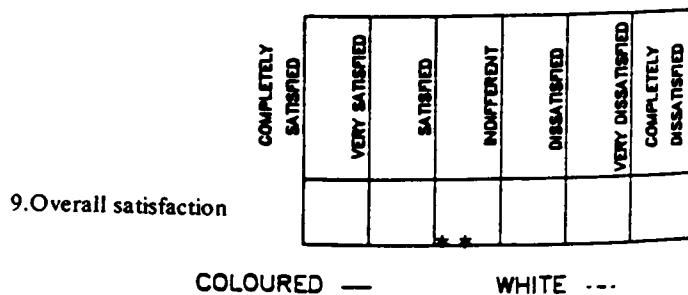 COMPLETELY
SATISFIED
VERY SATISFIED
SATISFIED
INDIFFERENT
DISSATISFIED
VERY DISSATISFIED
COMPLETELY
DISSATISFIED
9.Overall satisfaction
* *
COLOURED — WHITE ---